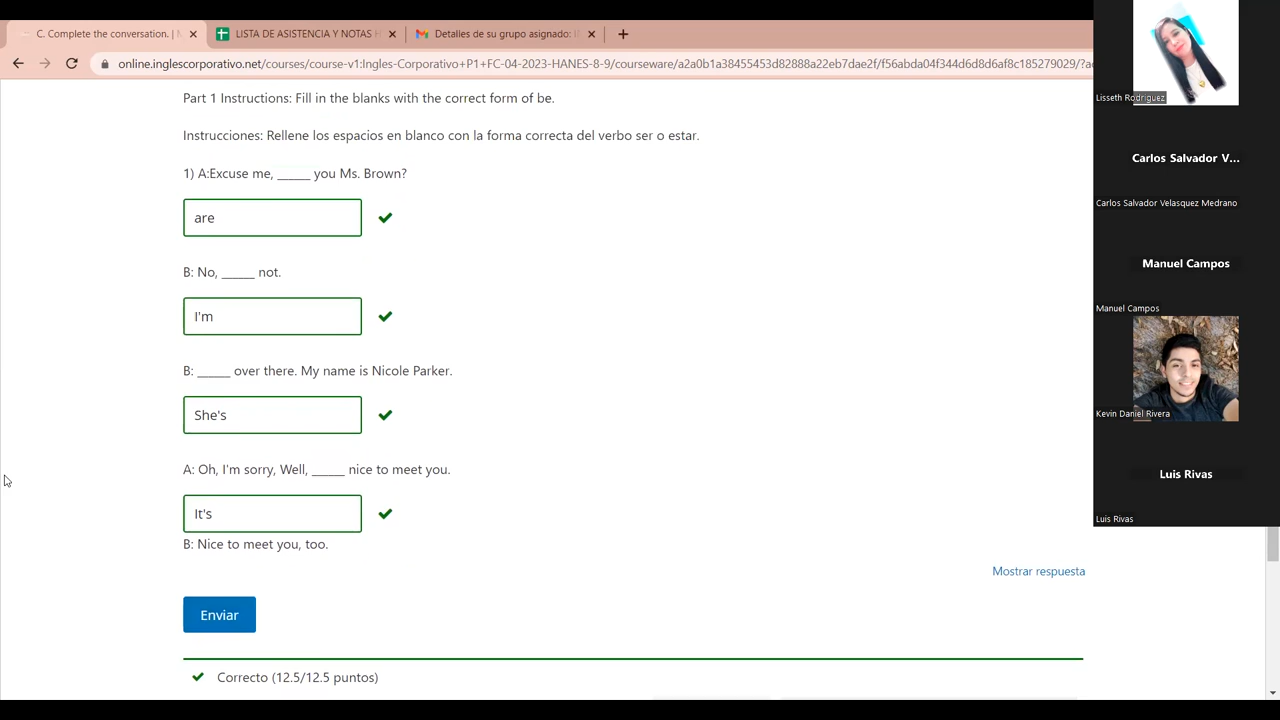 C. Complete the conversation. | M
LISTA DE ASISTENCIA Y NOTAS H
Detalles de su grupo asignado: I
online.inglescorporativo.net/courses/course-v1:Ingles-Corporativo+P1+FC-04-2023-HANES-8-9/courseware/a2a0b1a38455453d82888a22eb7dae2f/f56abda04f344d6d8d6af8c185279029/?a
Part 1 Instructions: Fill in the blanks with the correct form of be.
Instrucciones: Rellene los espacios en blanco con la forma correcta del verbo ser o estar.
1) A:Excuse me, _____ you Ms. Brown?
are
B: No, _____ not.
I'm
B: _____ over there. My name is Nicole Parker.
She's
A: Oh, I'm sorry, Well, _____ nice to meet you.
It's
B: Nice to meet you, too.
Mostrar respuesta
Enviar
Correcto (12.5/12.5 puntos)
Lisseth Rodriguez
Carlos Salvador V...
Carlos Salvador Velasquez Medrano
Manuel Campos
Manuel Campos
Kevin Daniel Rivera
Luis Rivas
Luis Rivas